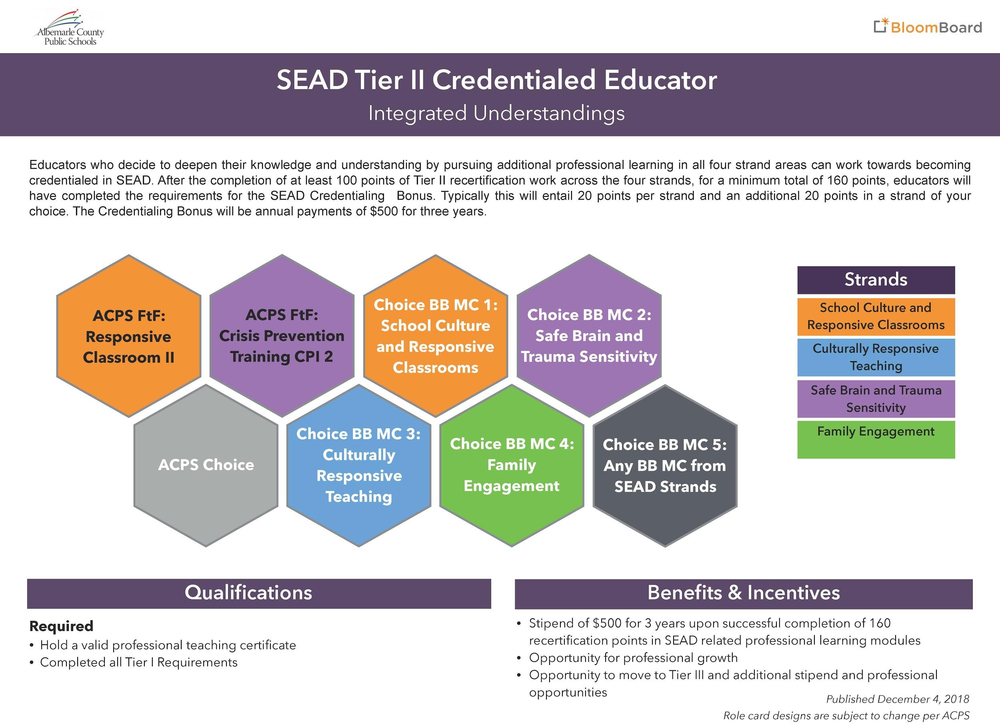 Albemarle County
Public Schools
BloomBoard
SEAD Tier II Credentialed Educator
Integrated Understandings
Educators who decide to deepen their knowledge and understanding by pursuing additional professional learning in all four strand areas can work towards becoming
credentialed in SEAD. After the completion of at least 100 points of Tier II recertification work across the four strands, for a minimum total of 160 points, educators will
have completed the requirements for the SEAD Credentialing Bonus. Typically this will entail 20 points per strand and an additional 20 points in a strand of your
choice. The Credentialing Bonus will be annual payments of $500 for three years.
ACPS FtF:
Responsive
Classroom II
ACPS FtF:
Crisis Prevention
Training CPI 2
Choice BB MC 1:
School Culture
and Responsive
Classrooms
Choice BB MC 2:
Safe Brain and
Trauma Sensitivity
ACPS Choice
Choice BB MC 3:
Culturally
Responsive
Teaching
Choice BB MC 4:
Family
Engagement
Choice BB MC 5:
Any BB MC from
SEAD Strands
Strands
School Culture and
Responsive Classrooms
Culturally Responsive
Teaching
Safe Brain and Trauma
Sensitivity
Family Engagement
Qualifications
Required
• Hold a valid professional teaching certificate
• Completed all Tier I Requirements
Benefits & Incentives
• Stipend of $500 for 3 years upon successful completion of 160
recertification points in SEAD related professional learning modules
• Opportunity for professional growth
• Opportunity to move to Tier III and additional stipend and professional
opportunities
Published December 4, 2018
Role card designs are subject to change per ACPS